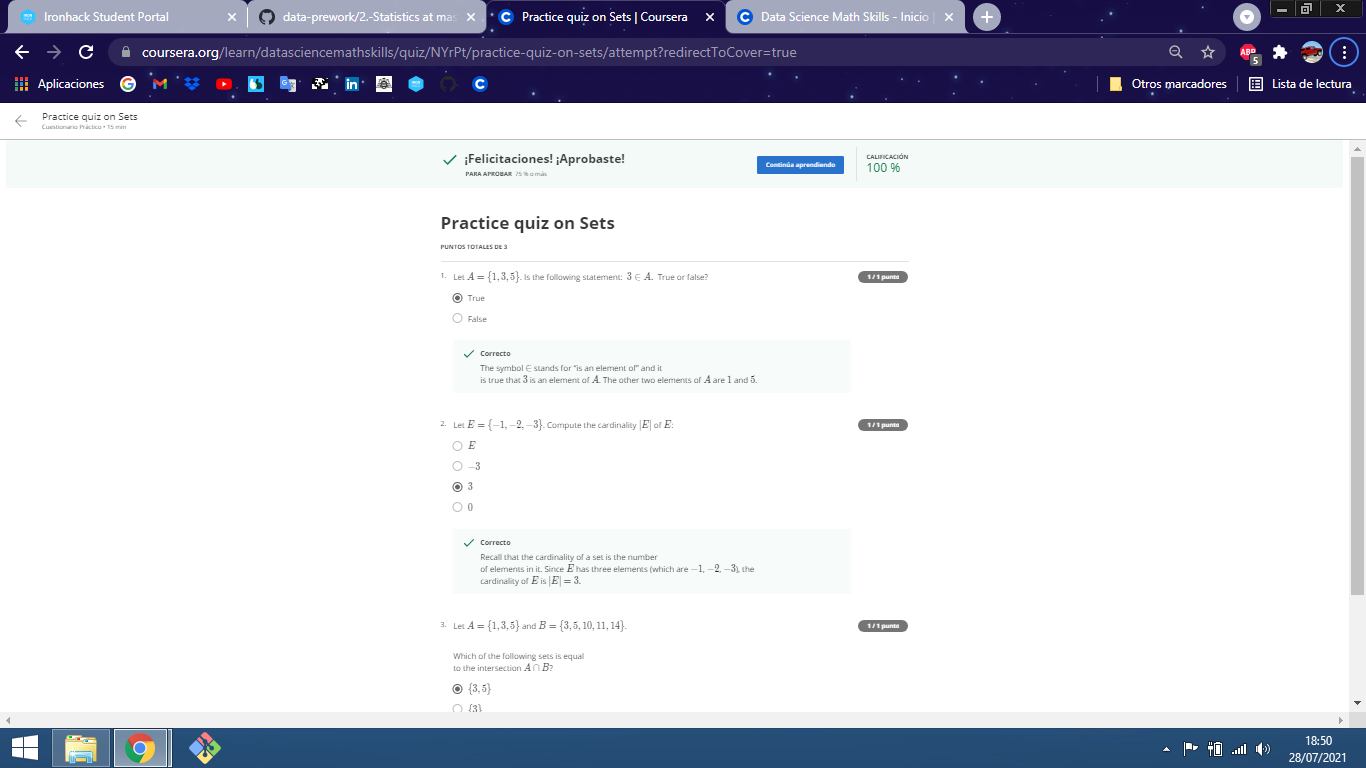 Ironhack Student Portal
data-prework/2.-Statistics at mas
Practice quiz on Sets | Coursera
Data Science Math Skills - Inicio |
coursera.org/learn/datasciencemathskills/quiz/NYrPt/practice-quiz-on-sets/attempt?redirectToCover=true
ABP
5
Aplicaciones
Otros marcadores
Lista de lectura
Practice quiz on Sets
Cuestionario Práctico • 15 min
¡Felicitaciones! ¡Aprobaste!
PARA APROBAR 75 % o más
Continúa aprendiendo
CALIFICACIÓN
100 %
Practice quiz on Sets
PUNTOS TOTALES DE 3
1. Let A = {1, 3, 5}. Is the following statement: 3 ∈ A. True or false?
1 / 1 punto
True
False
Correcto
The symbol ∈ stands for "is an element of" and it
is true that 3 is an element of A. The other two elements of A are 1 and 5.
2. Let E = {−1, −2, −3}. Compute the cardinality |E| of E:
1 / 1 punto
E
−3
3
0
Correcto
Recall that the cardinality of a set is the number
of elements in it. Since E has three elements (which are −1, −2, −3), the
cardinality of E is |E| = 3.
3. Let A = {1, 3, 5} and B = {3, 5, 10, 11, 14}.
1 / 1 punto
Which of the following sets is equal
to the intersection A ∩ B?
{3, 5}
{3}
18:50
28/07/2021